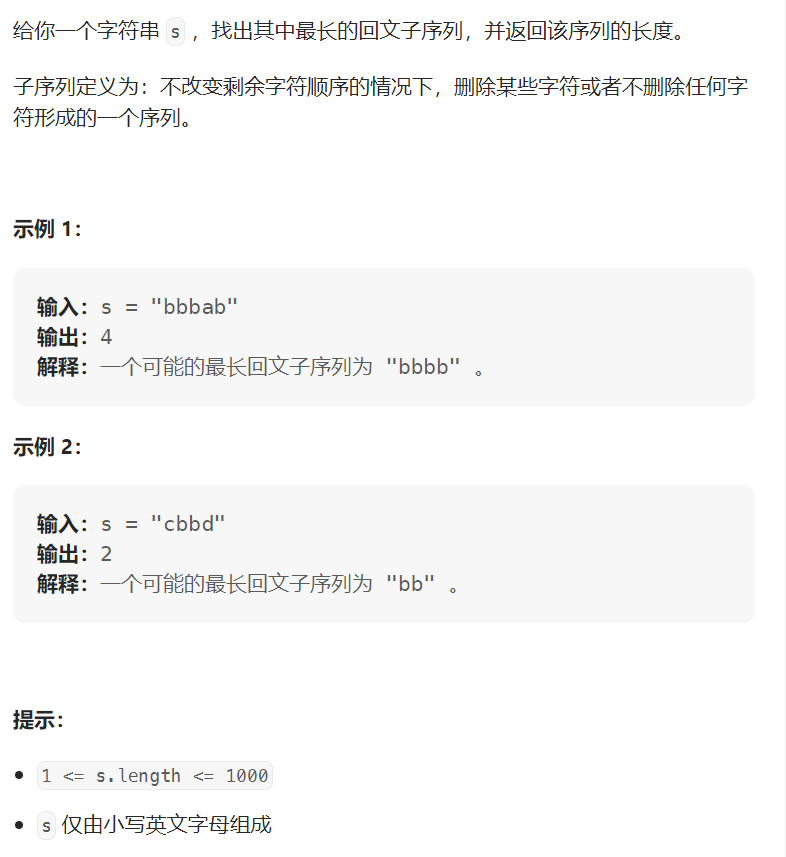 给你一个字符串 s ，找出其中最长的回文子序列，并返回该序列的长度。
子序列定义为：不改变剩余字符顺序的情况下，删除某些字符或者不删除任何字
符形成的一个序列。
示例 1：
输入：s = "bbbab"
输出：4
解释：一个可能的最长回文子序列为 "bbbb" 。
示例 2：
输入：s = "cbbd"
输出：2
解释：一个可能的最长回文子序列为 "bb" 。
提示：
• 1 <= s.length <= 1000
• s 仅由小写英文字母组成